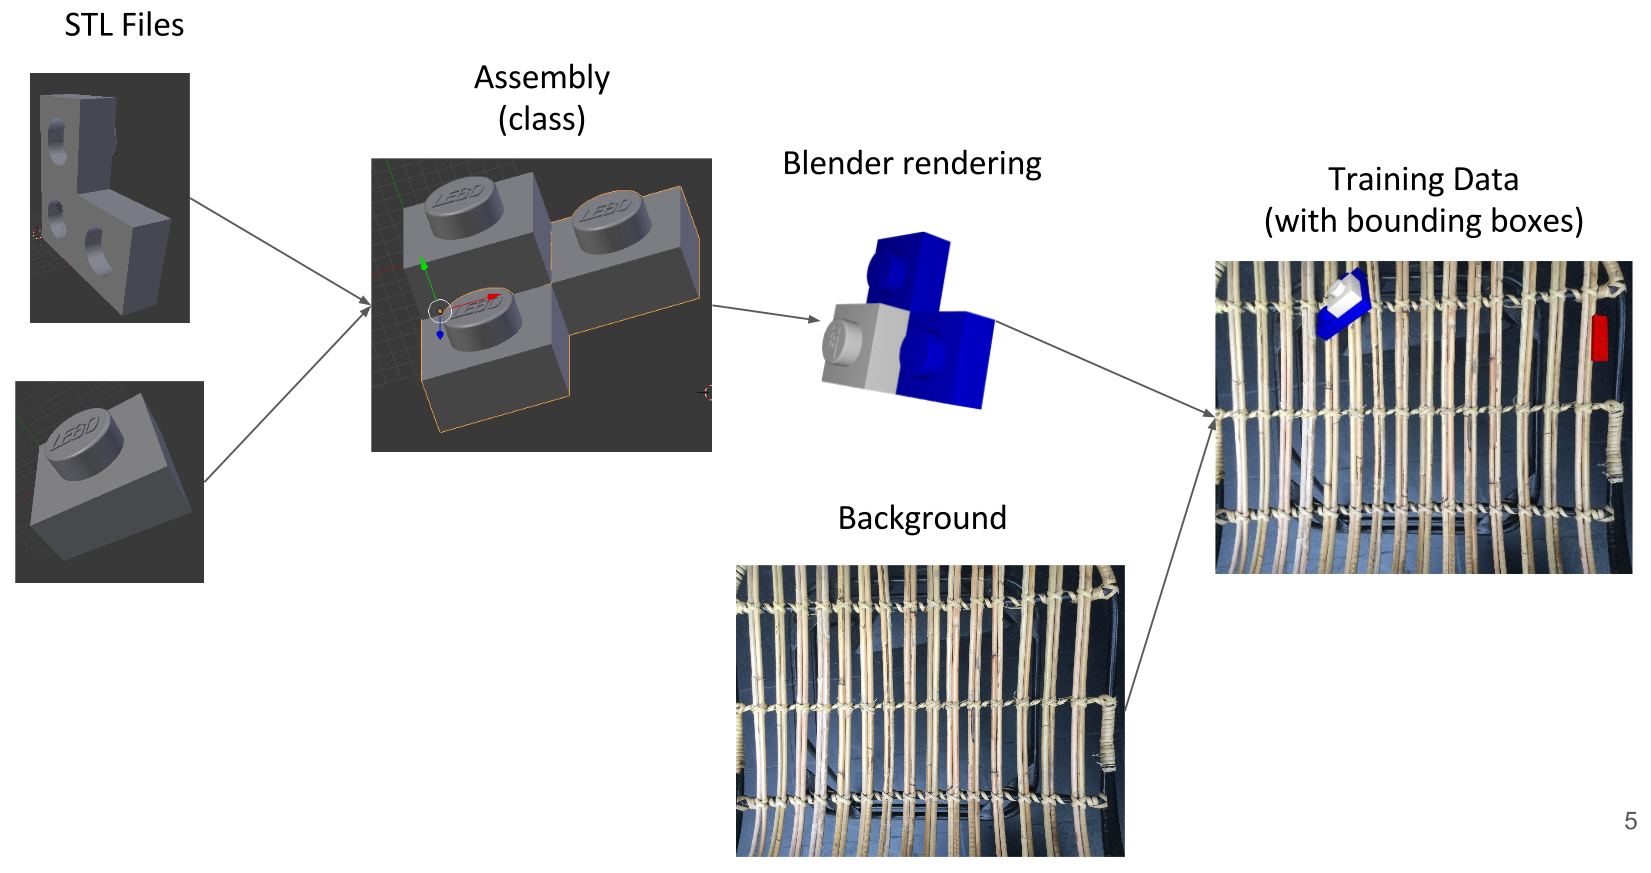 STL Files
Assembly
(class)
Blender rendering
Training Data
(with bounding boxes)
Background
LEGO
LEGO
LEGO
LEGO
5